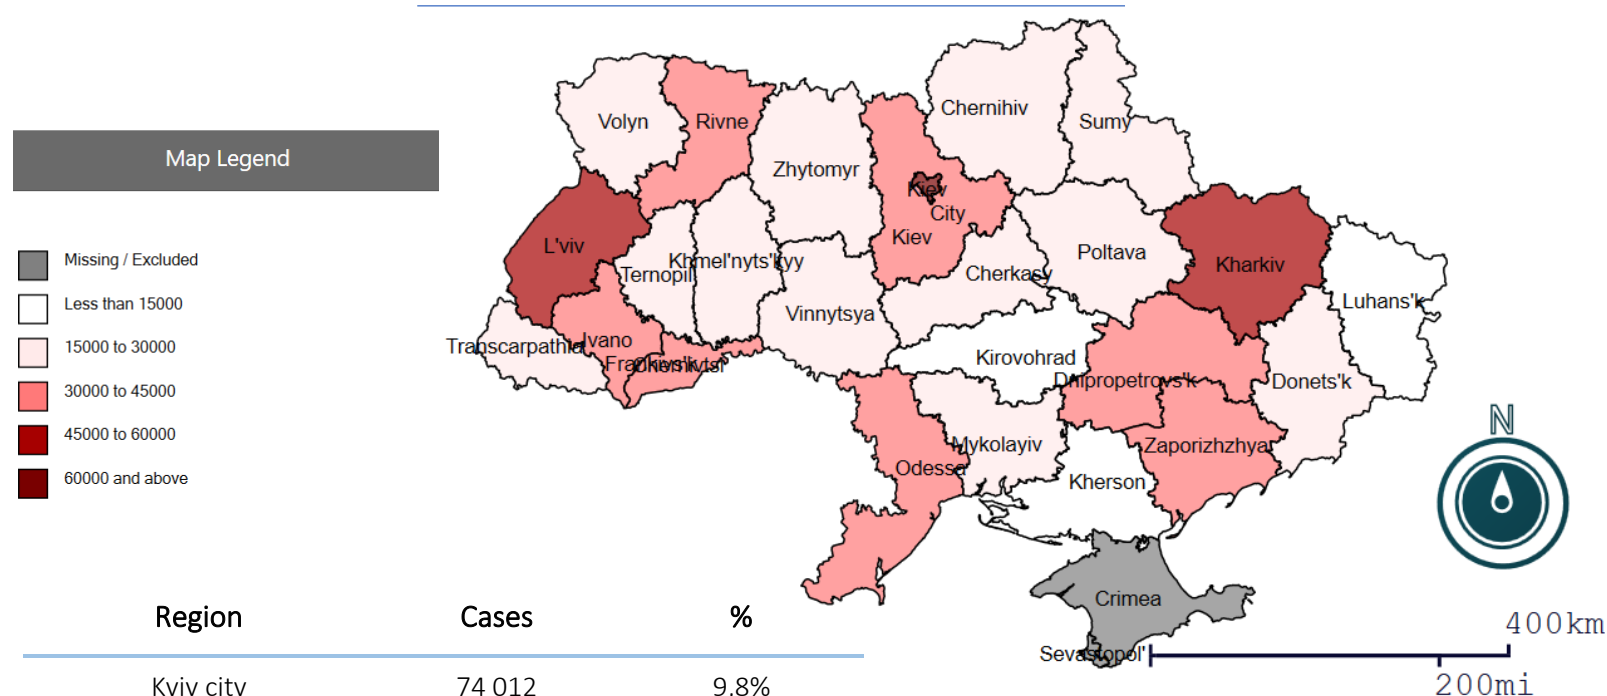 Map Legend
Missing / Excluded
Less than 15000
15000 to 30000
30000 to 45000
45000 to 60000
60000 and above
Volyn
Rivne
Zhytomyr
Chernihiv
Sumy
Kiev
City
Kiev
L'viv
Ternopil'
Khmel'nyts'kyy
Vinnytsya
Cherkasy
Poltava
Kharkiv
Luhans'k
Transcarpathia
Ivano
Frankivs'k
Chernivtsi
Kirovohrad
Dnipropetrovs'k
Donets'k
Odessa
Mykolayiv
Zaporizhzhya
Kherson
Crimea
Sevastopol'
N
400km
200mi
Region Cases %
Kyiv city 74 012 9.8%